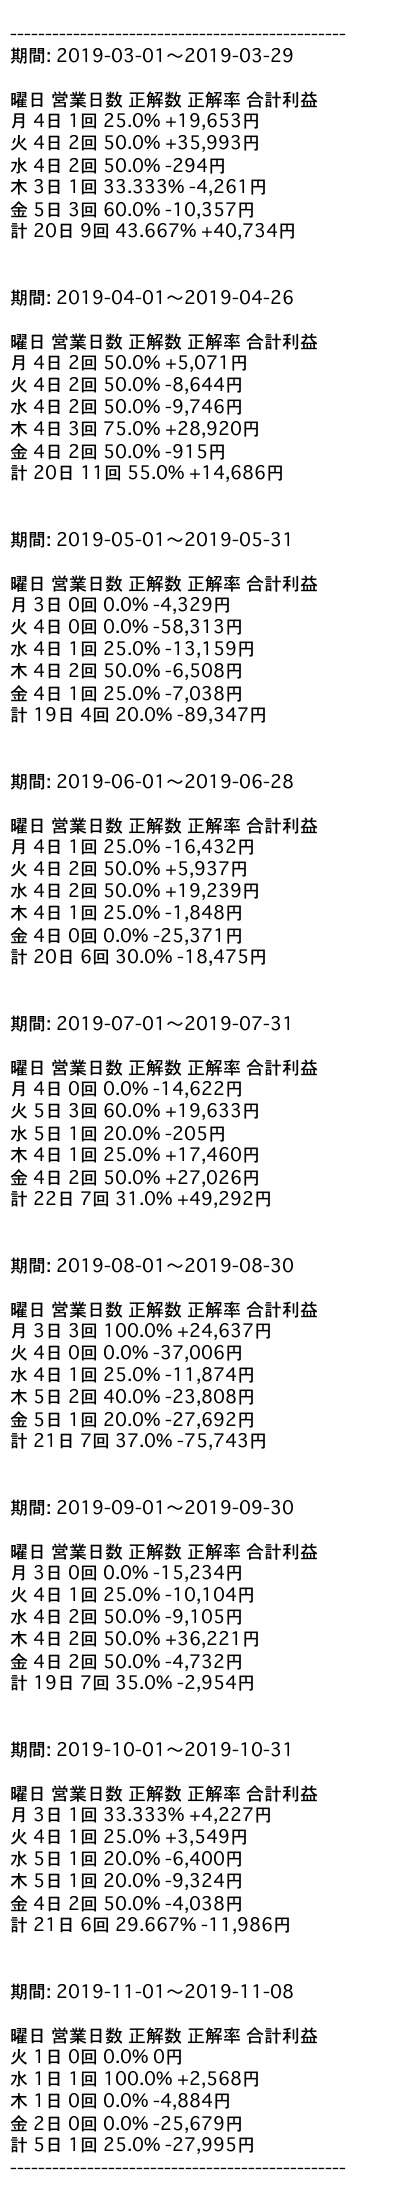 ------------------------------------------------
期間: 2019-03-01〜2019-03-29
曜日 営業日数 正解数 正解率 合計利益
月 4日 1回 25.0% +19,653円
火 4日 2回 50.0% +35,993円
水 4日 2回 50.0% -294円
木 3日 1回 33.333% -4,261円
金 5日 3回 60.0% -10,357円
計 20日 9回 43.667% +40,734円
期間: 2019-04-01〜2019-04-26
曜日 営業日数 正解数 正解率 合計利益
月 4日 2回 50.0% +5,071円
火 4日 2回 50.0% -8,644円
水 4日 2回 50.0% -9,746円
木 4日 3回 75.0% +28,920円
金 4日 2回 50.0% -915円
計 20日 11回 55.0% +14,686円
期間: 2019-05-01〜2019-05-31
曜日 営業日数 正解数 正解率 合計利益
月 3日 0回 0.0% -4,329円
火 4日 0回 0.0% -58,313円
水 4日 1回 25.0% -13,159円
木 4日 2回 50.0% -6,508円
金 4日 1回 25.0% -7,038円
計 19日 4回 20.0% -89,347円
期間: 2019-06-01〜2019-06-28
曜日 営業日数 正解数 正解率 合計利益
月 4日 1回 25.0% -16,432円
火 4日 2回 50.0% +5,937円
水 4日 2回 50.0% +19,239円
木 4日 1回 25.0% -1,848円
金 4日 0回 0.0% -25,371円
計 20日 6回 30.0% -18,475円
期間: 2019-07-01〜2019-07-31
曜日 営業日数 正解数 正解率 合計利益
月 4日 0回 0.0% -14,622円
火 5日 3回 60.0% +19,633円
水 5日 1回 20.0% -205円
木 4日 1回 25.0% +17,460円
金 4日 2回 50.0% +27,026円
計 22日 7回 31.0% +49,292円
期間: 2019-08-01〜2019-08-30
曜日 営業日数 正解数 正解率 合計利益
月 3日 3回 100.0% +24,637円
火 4日 0回 0.0% -37,006円
水 4日 1回 25.0% -11,874円
木 5日 2回 40.0% -23,808円
金 5日 1回 20.0% -27,692円
計 21日 7回 37.0% -75,743円
期間: 2019-09-01〜2019-09-30
曜日 営業日数 正解数 正解率 合計利益
月 3日 0回 0.0% -15,234円
火 4日 1回 25.0% -10,104円
水 4日 2回 50.0% -9,105円
木 4日 2回 50.0% +36,221円
金 4日 2回 50.0% -4,732円
計 19日 7回 35.0% -2,954円
期間: 2019-10-01〜2019-10-31
曜日 営業日数 正解数 正解率 合計利益
月 3日 1回 33.333% +4,227円
火 4日 1回 25.0% +3,549円
水 5日 1回 20.0% -6,400円
木 5日 1回 20.0% -9,324円
金 4日 2回 50.0% -4,038円
計 21日 6回 29.667% -11,986円
期間: 2019-11-01〜2019-11-08
曜日 営業日数 正解数 正解率 合計利益
火 1日 0回 0.0% 0円
水 1日 1回 100.0% +2,568円
木 1日 0回 0.0% -4,884円
金 2日 0回 0.0% -25,679円
計 5日 1回 25.0% -27,995円
------------------------------------------------